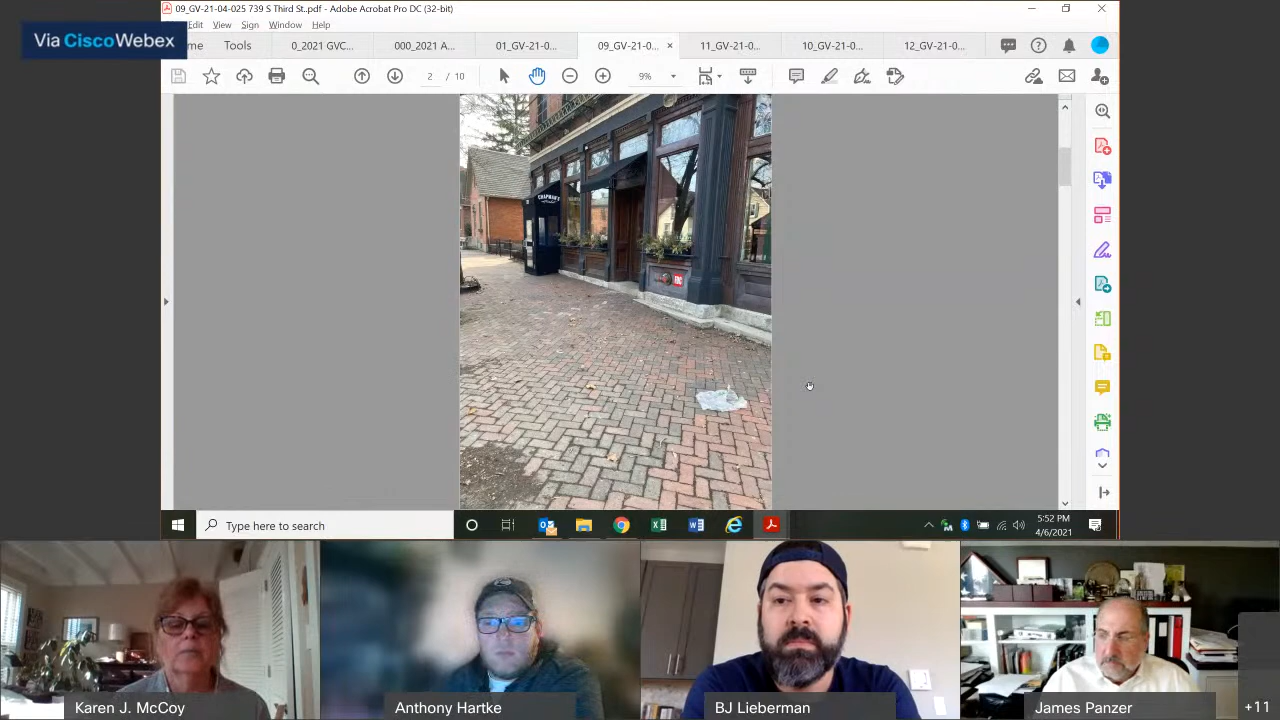 09_GV-21-04-025 739 S Third St..pdf - Adobe Acrobat Pro DC (32-bit)
Via CiscoWebex
Edit View Sign Window Help
me Tools 0_2021 GVC... 000_2021 A... 01_GV-21-0... 09_GV-21-0... × 11_GV-21-0... 10_GV-21-0... 12_GV-21-0...
2 / 10 9%
CHAPMAN'S
Type here to search
5:52 PM
4/6/2021
Karen J. McCoy
Anthony Hartke
BJ Lieberman
James Panzer
+11